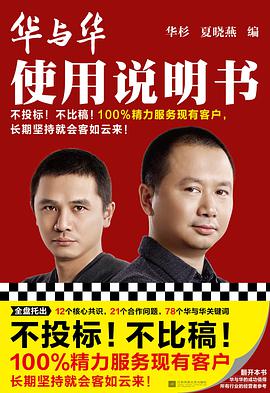 华与华
华杉 夏晓燕 编
使用说明书
不投标！不比稿！100%精力服务现有客户，
长期坚持就会客如云来！
全盘托出 12个核心共识，21个合作问题，78个华与华关键词
不投标！不比稿！
100%精力服务现有客户
长期坚持就会客如云来！
翻开本书
华与华的成功值得
所有行业的经营者参考